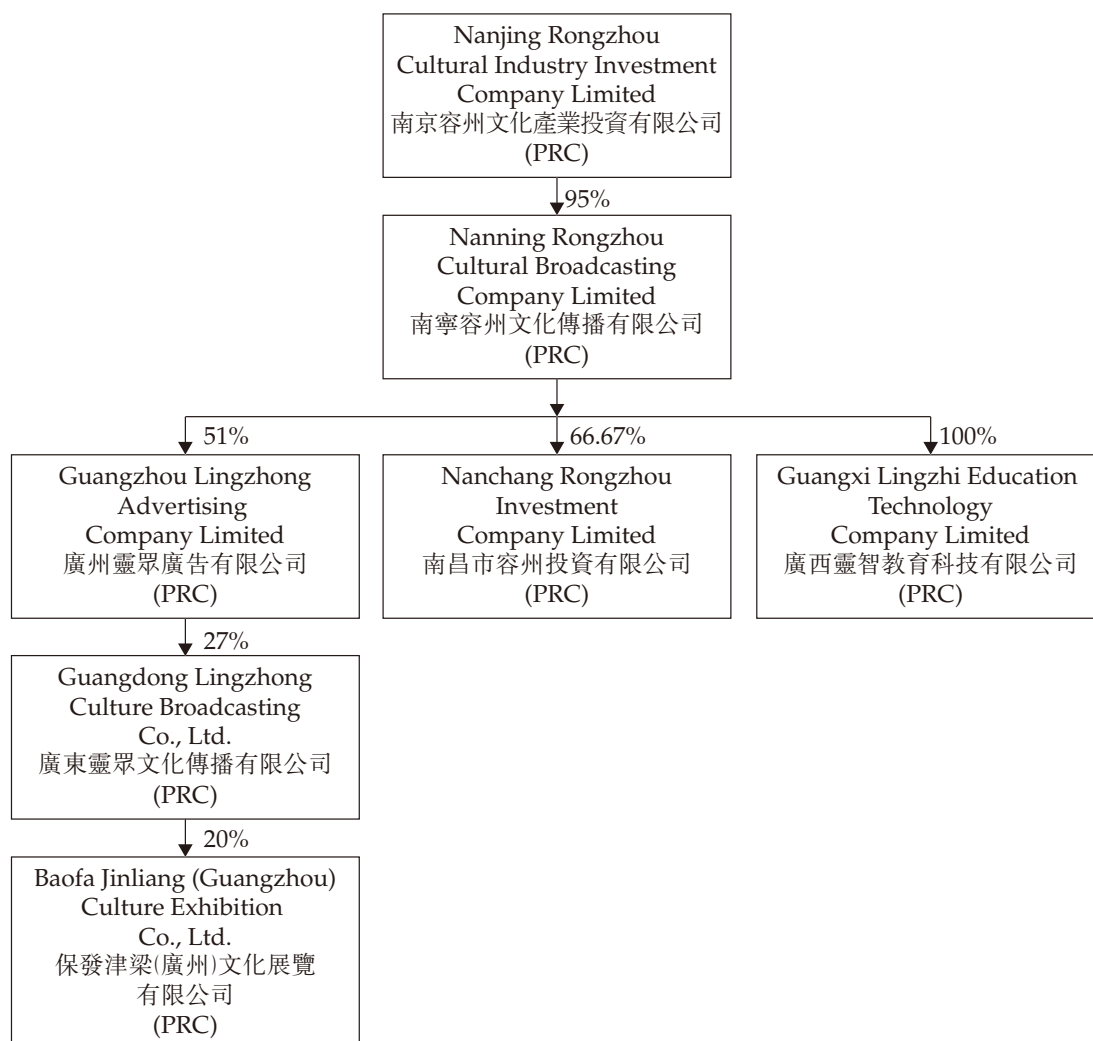 Nanjing Rongzhou
Cultural Industry Investment
Company Limited
南京容州文化產業投資有限公司
(PRC)
95%
Nanning Rongzhou
Cultural Broadcasting
Company Limited
南寧容州文化傳播有限公司
(PRC)
51%
66.67%
100%
Guangzhou Lingzhong
Advertising
Company Limited
廣州靈眾廣告有限公司
(PRC)
Nanchang Rongzhou
Investment
Company Limited
南昌市容州投資有限公司
(PRC)
Guangxi Lingzhi Education
Technology
Company Limited
廣西靈智教育科技有限公司
(PRC)
27%
Guangdong Lingzhong
Culture Broadcasting
Co., Ltd.
廣東靈眾文化傳播有限公司
(PRC)
20%
Baofa Jinliang (Guangzhou)
Culture Exhibition
Co., Ltd.
保發津梁(廣州)文化展覽
有限公司
(PRC)